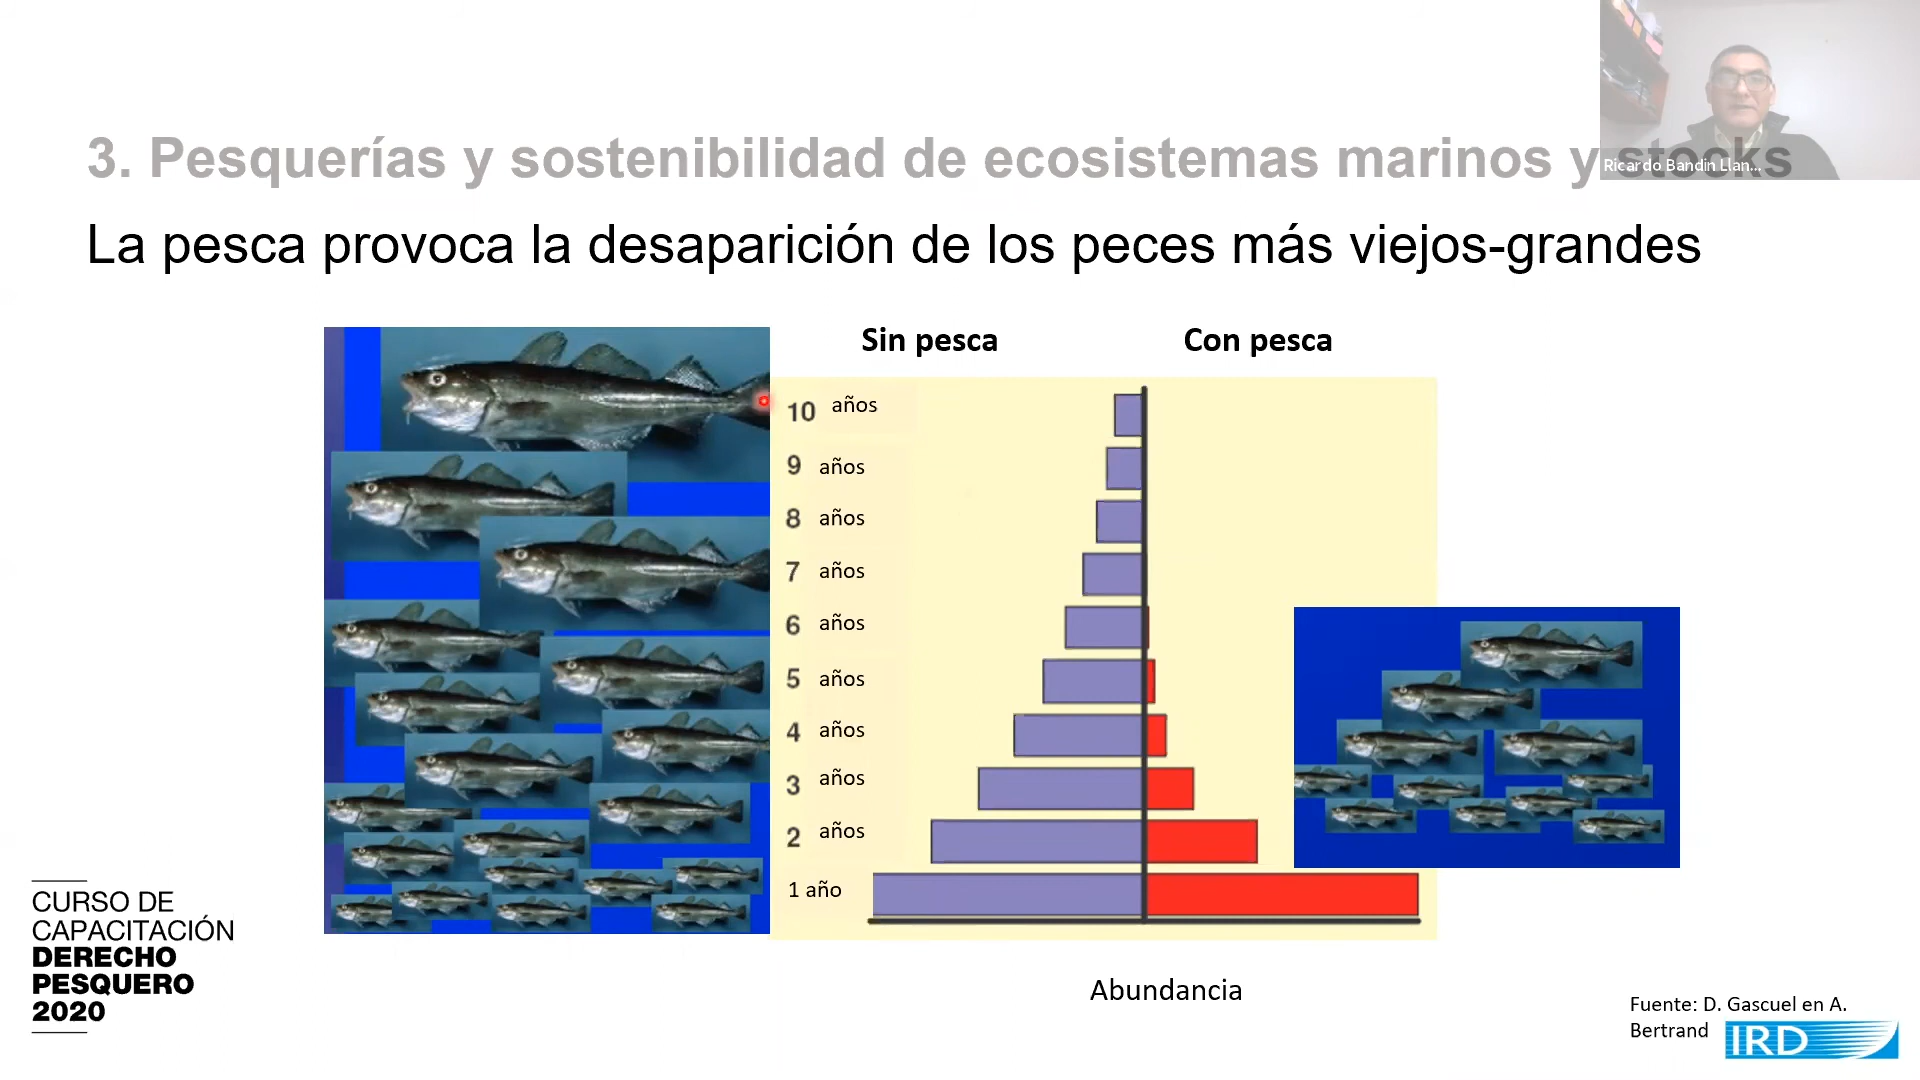 Ricardo Bandin Llan...
3. Pesquerías y sostenibilidad de ecosistemas marinos y stocks
La pesca provoca la desaparición de los peces más viejos-grandes
Sin pesca
Con pesca
10 años
9 años
8 años
7 años
6 años
5 años
4 años
3 años
2 años
1 año
Abundancia
CURSO DE
CAPACITACIÓN
DERECHO
PESQUERO
2020
Fuente: D. Gascuel en A.
Bertrand
IRD